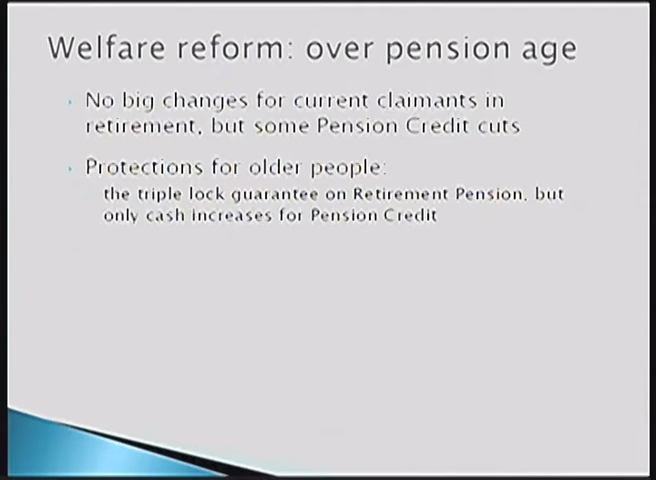 Welfare reform: over pension age
No big changes for current claimants in
retirement, but some Pension Credit cuts
Protections for older people:
the triple lock guarantee on Retirement Pension, but
only cash increases for Pension Credit